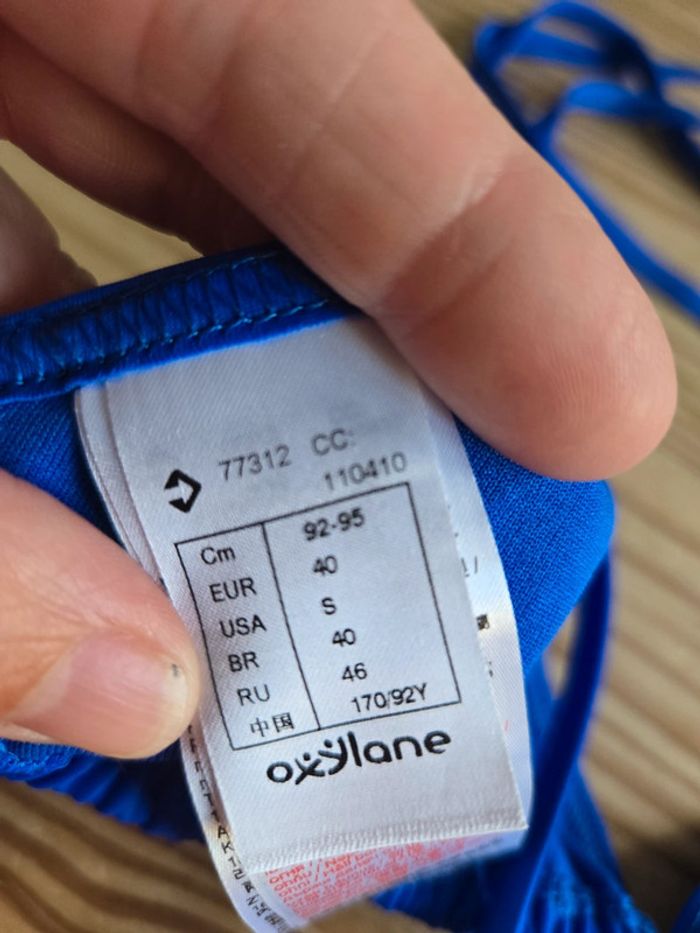 77312 CC:
110410
Cm 92-95
EUR 40
USA S
BR 40
RU 46
中国 170/92Y
oxylane